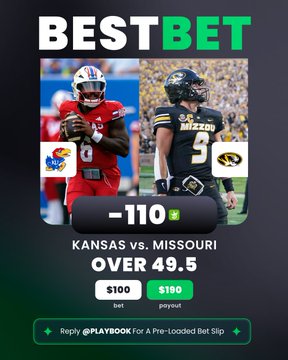 BESTBET
6
MIZZOU
9
-110
KANSAS vs. MISSOURI
OVER 49.5
$100 $190
bet payout
Reply @PLAYBOOK For A Pre-Loaded Bet Slip